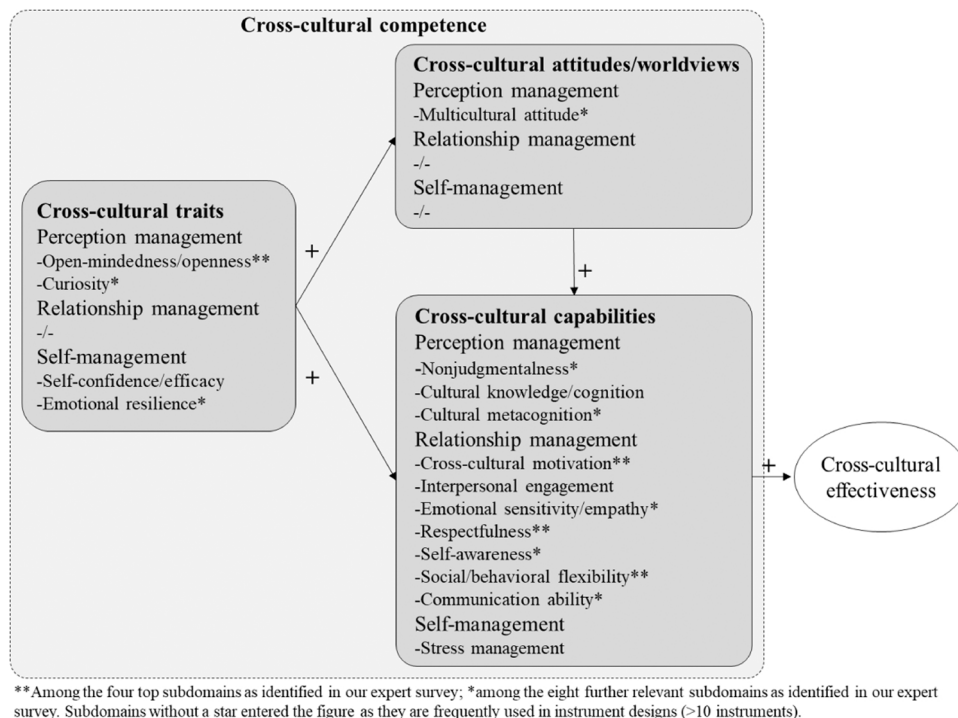 Cross-cultural competence
Cross-cultural attitudes/worldviews
Perception management
-Multicultural attitude*
Relationship management
-/-
Self-management
-/-
Cross-cultural traits
Perception management
-Open-mindedness/openness**
-Curiosity*
Relationship management
-/-
Self-management
-Self-confidence/efficacy
-Emotional resilience*
+
+
+
Cross-cultural capabilities
Perception management
-Nonjudgmentalness*
-Cultural knowledge/cognition
-Cultural metacognition*
Relationship management
-Cross-cultural motivation**
-Interpersonal engagement
-Emotional sensitivity/empathy*
-Respectfulness**
-Self-awareness*
-Social/behavioral flexibility**
-Communication ability*
Self-management
-Stress management
+
Cross-cultural
effectiveness
**Among the four top subdomains as identified in our expert survey; *among the eight further relevant subdomains as identified in our expert
survey. Subdomains without a star entered the figure as they are frequently used in instrument designs (>10 instruments).